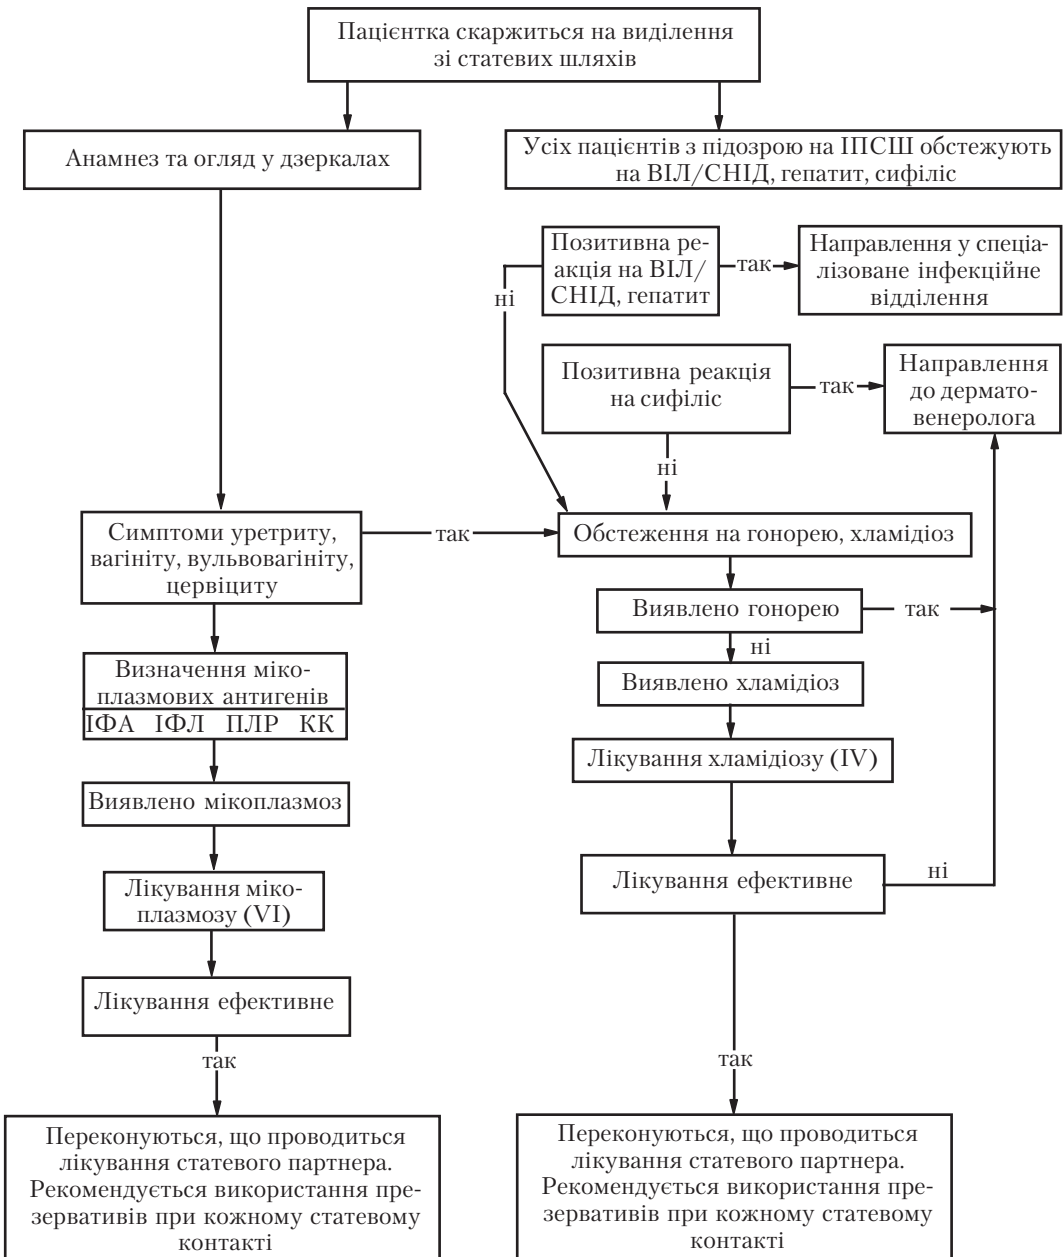 Пацієнтка скаржиться на виділення
зі статевих шляхів
Анамнез та огляд у дзеркалах
Усіх пацієнтів з підозрою на ІПСШ обстежують
на ВІЛ/СНІД, гепатит, сифіліс
Позитивна ре-
акція на ВІЛ/
СНІД, гепатит
так
Направлення у спеціа-
лізоване інфекційне
відділення
ні
Позитивна реакція
на сифіліс
так
Направлення
до дермато-
венеролога
ні
Симптоми уретриту,
вагініту, вульвовагініту,
цервіциту
так
Обстеження на гонорею, хламідіоз
Виявлено гонорею
так
ні
Визначення міко-
плазмових антигенів
ІФА ІФЛ ПЛР КК
Виявлено хламідіоз
Лікування хламідіозу (IV)
Виявлено мікоплазмоз
Лікування міко-
плазмозу (VI)
Лікування ефективне
ні
Лікування ефективне
так
так
Переконуються, що проводиться
лікування статевого партнера.
Рекомендується використання пре-
зервативів при кожному статевому
контакті
Переконуються, що проводиться
лікування статевого партнера.
Рекомендується використання пре-
зервативів при кожному статевому
контакті